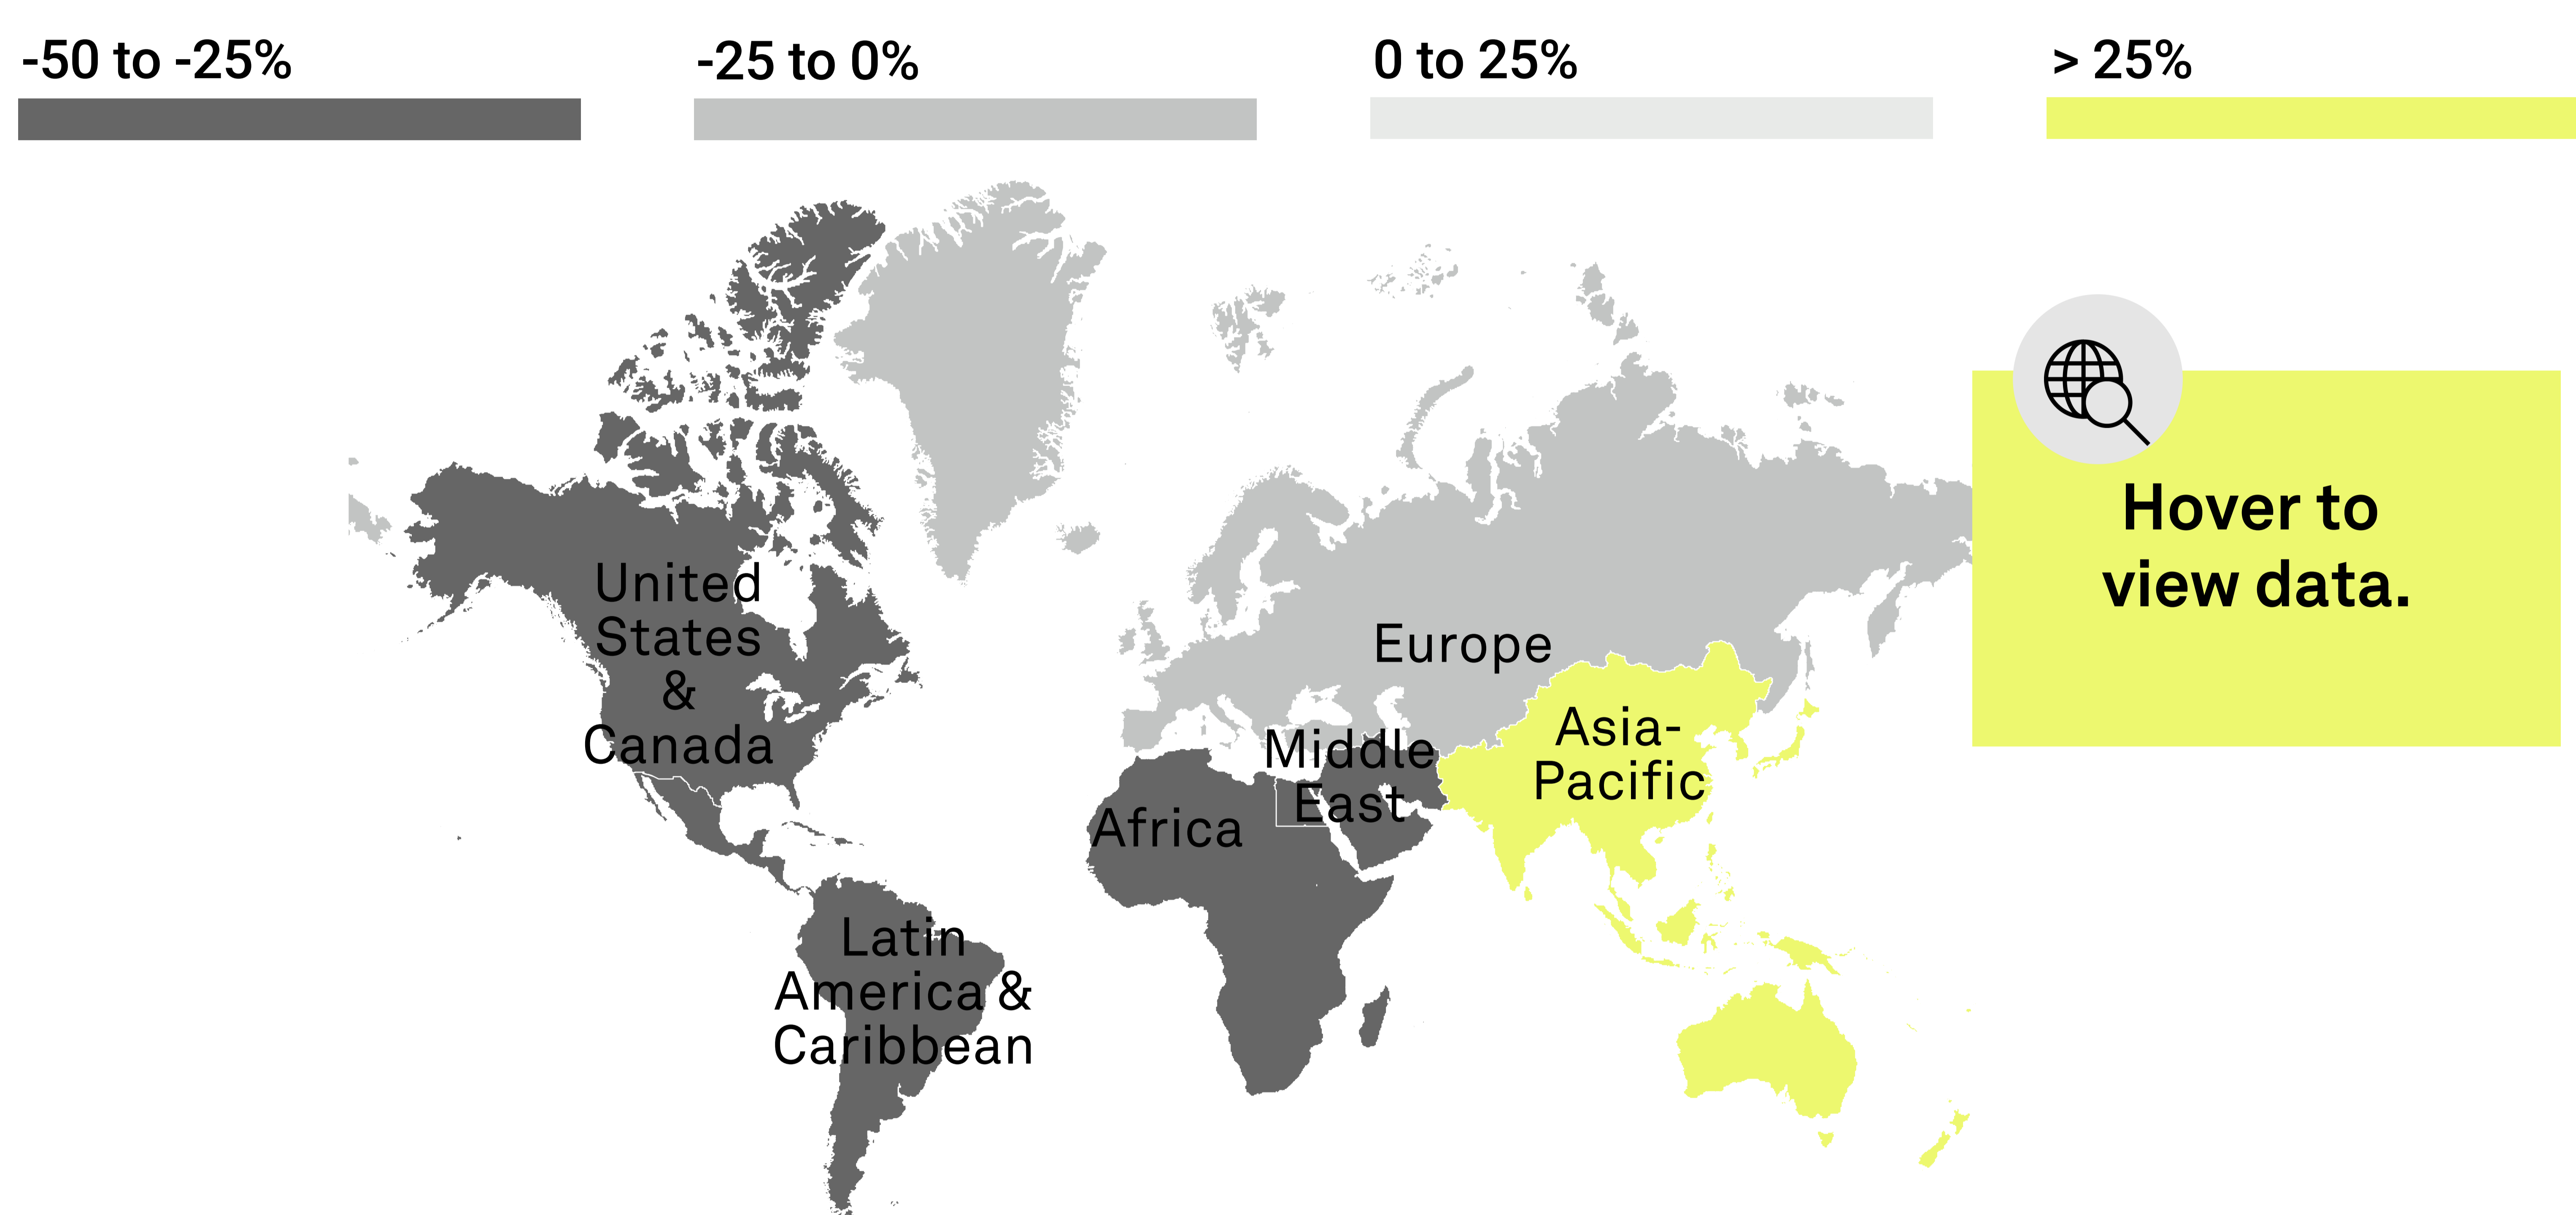 -50 to -25%
-25 to 0%
0 to 25%
> 25%
Hover to
view data.
United
States
&
Canada
Europe
Asia-
Pacific
Middle
East
Africa
Latin
America &
Caribbean